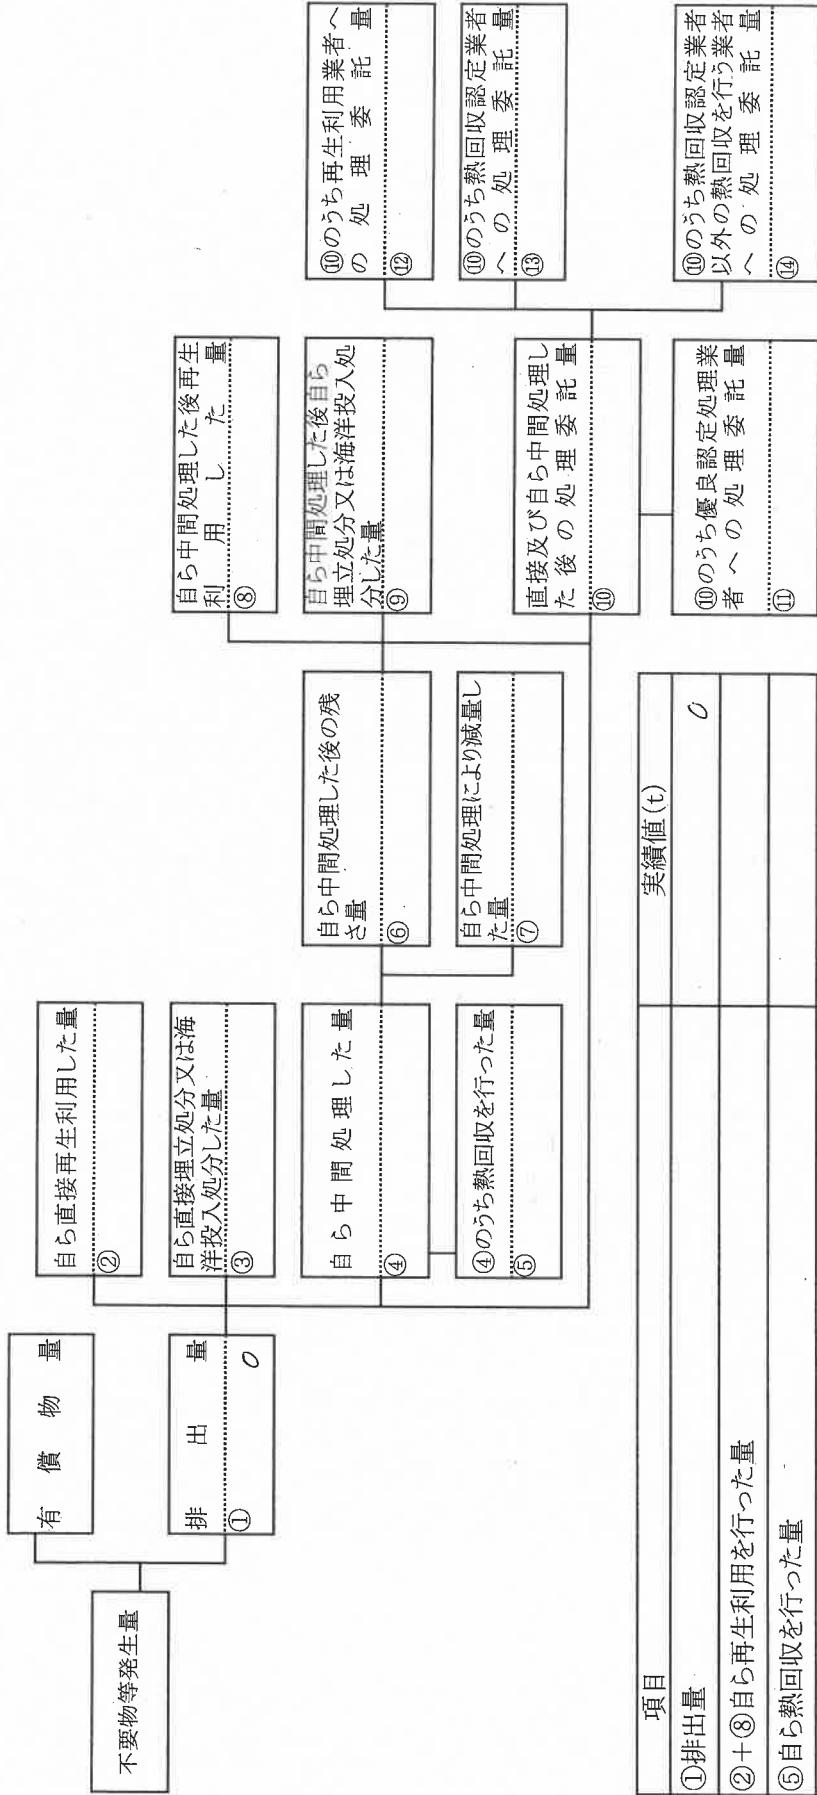 不要物等発生量
有償物量
排出量
① 0
自ら直接再生利用した量
②
自ら直接埋立処分又は海
洋投入処分した量
③
自ら中間処理した量
④
④のうち熱回収を行った量
⑤
自ら中間処理した後の残
さ量
⑥
自ら中間処理により減量し
た量
⑦
自ら中間処理した後再生
利用した量
⑧
自ら中間処理した後自ら
埋立処分又は海洋投入処
分した量
⑨
直接及び自ら中間処理し
た後の処理委託量
⑩
⑩のうち優良認定処理業
者への処理委託量
⑪
⑩のうち再生利用業者へ
の処理委託量
⑫
⑩のうち熱回収認定業者
への処理委託量
⑬
⑩のうち熱回収認定業者
以外の熱回収を行う業者
への処理委託量
⑭
項目 実績値(t)
①排出量 0
②+⑧自ら再生利用を行った量
⑤自ら熱回収を行った量